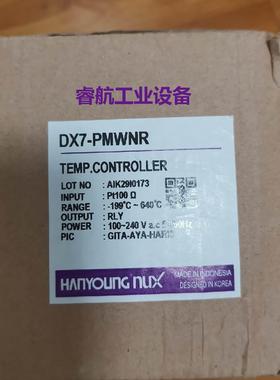 睿航工业设备
DX7-PMWNR
TEMP.CONTROLLER
LOT NO : AIK29I0173
INPUT : Pt100 Ω
RANGE : -199℃ ~ 640℃
OUTPUT : RLY
POWER : 100~240 V a.c
PIC : GITA-AYA-HARIS
HANYOUNG NUX
MADE IN INDONESIA
DESIGNED IN KOREA